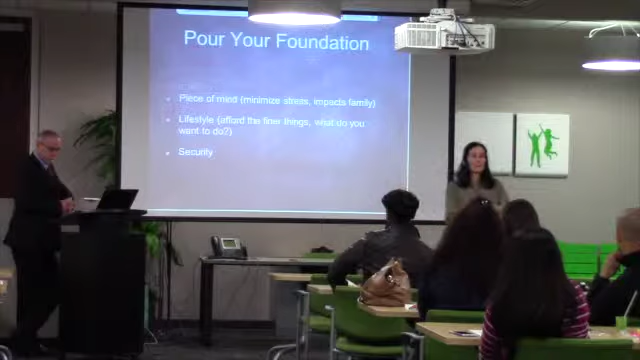 Pour Your Foundation
Piece of mind (minimize stress, impacts family)
Lifestyle (afford the finer things, what do you
want to do?)
Security